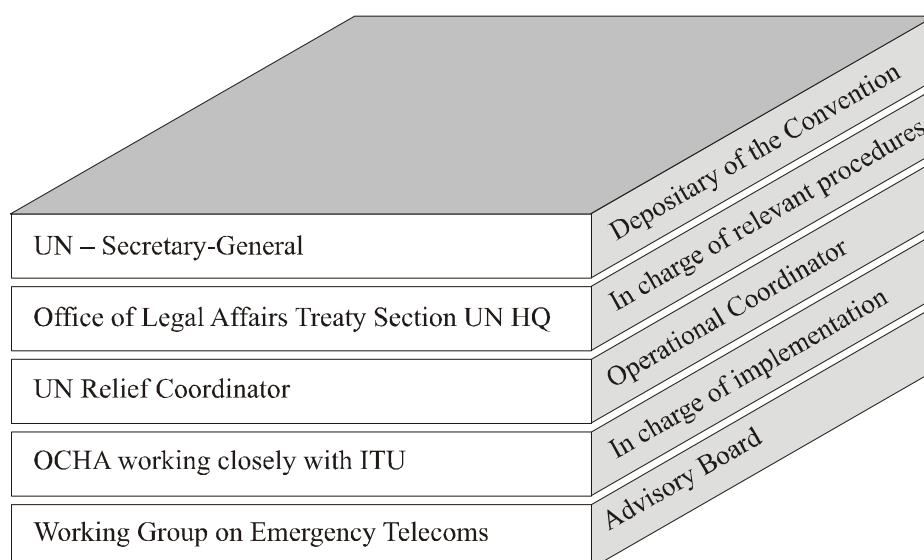 UN – Secretary-General
Depositary of the Convention
Office of Legal Affairs Treaty Section UN HQ
In charge of relevant procedures
UN Relief Coordinator
Operational Coordinator
OCHA working closely with ITU
In charge of implementation
Working Group on Emergency Telecoms
Advisory Board